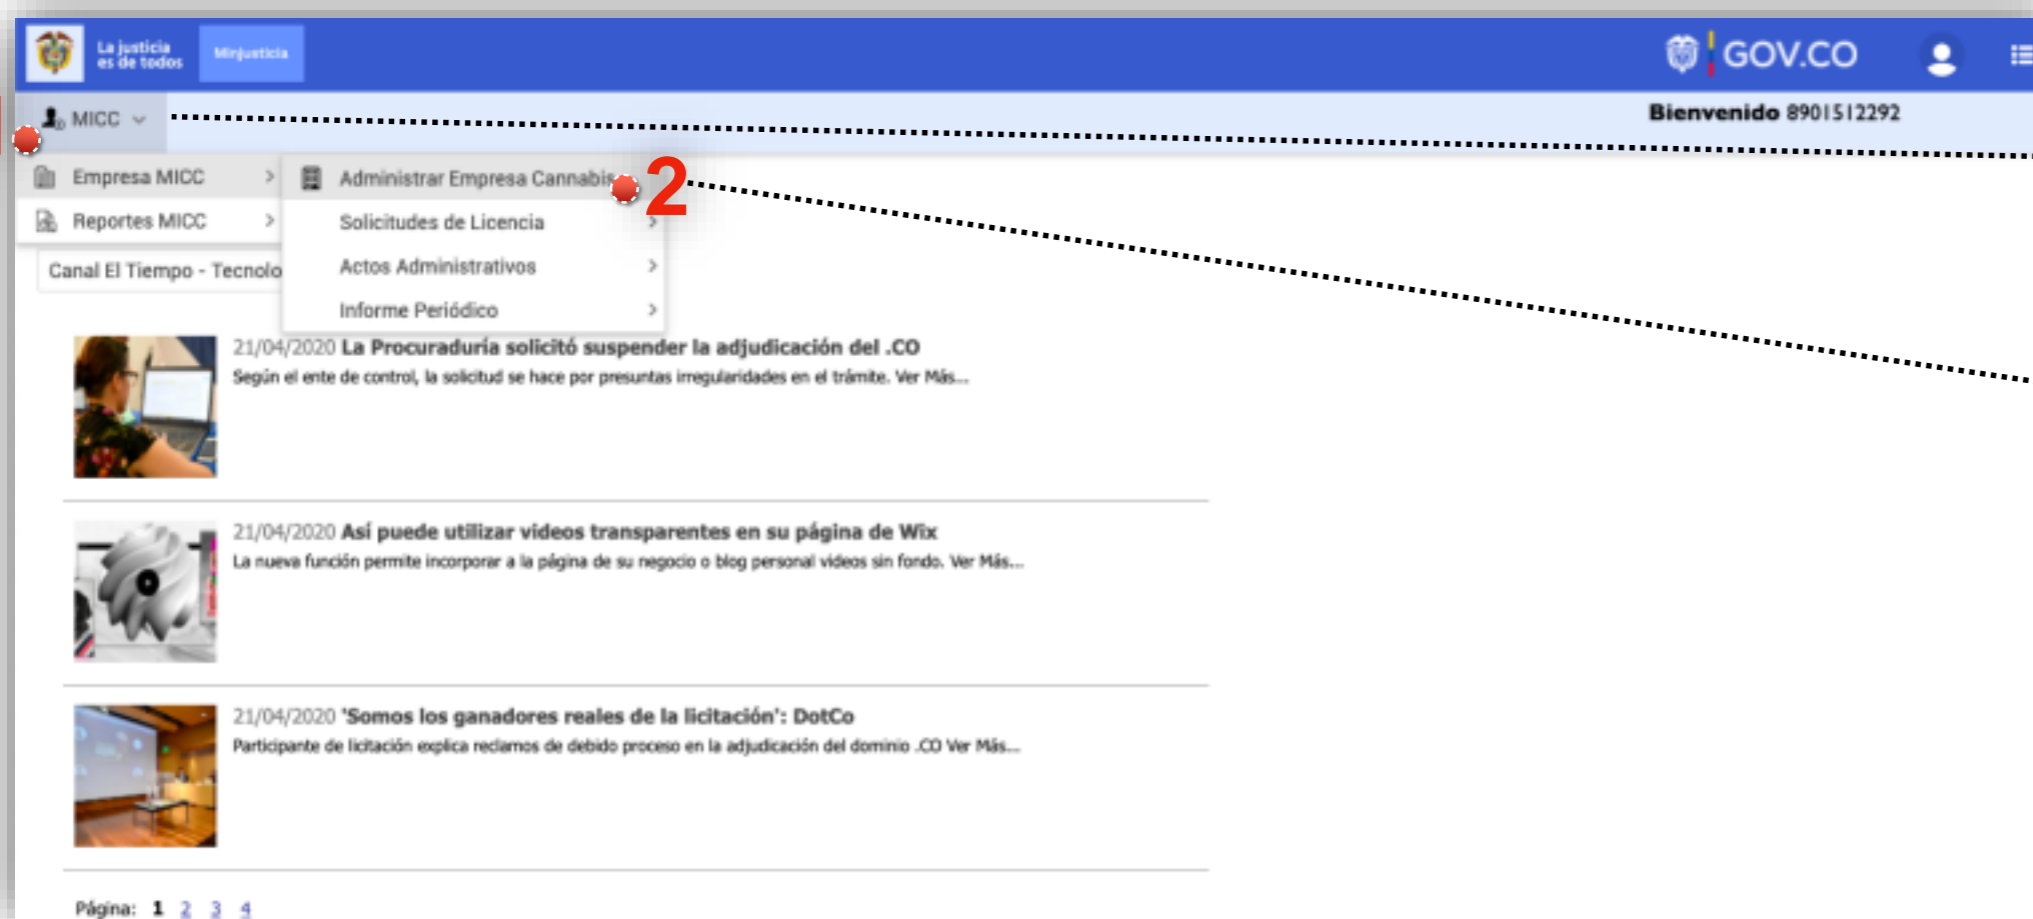 La justicia
es de todos
Minjusticia
GOV.CO
MICC
Bienvenido 8901512292
Empresa MICC
Administrar Empresa Cannabis
2
Reportes MICC
Solicitudes de Licencia
Canal El Tiempo - Tecnolo
Actos Administrativos
Informe Periódico
21/04/2020 La Procuraduría solicitó suspender la adjudicación del .CO
Según el ente de control, la solicitud se hace por presuntas irregularidades en el trámite. Ver Más...
21/04/2020 Así puede utilizar videos transparentes en su página de Wix
La nueva función permite incorporar a la página de su negocio o blog personal videos sin fondo. Ver Más...
21/04/2020 'Somos los ganadores reales de la licitación': DotCo
Participante de licitación explica reclamos de debido proceso en la adjudicación del dominio .CO Ver Más...
Página: 1 2 3 4